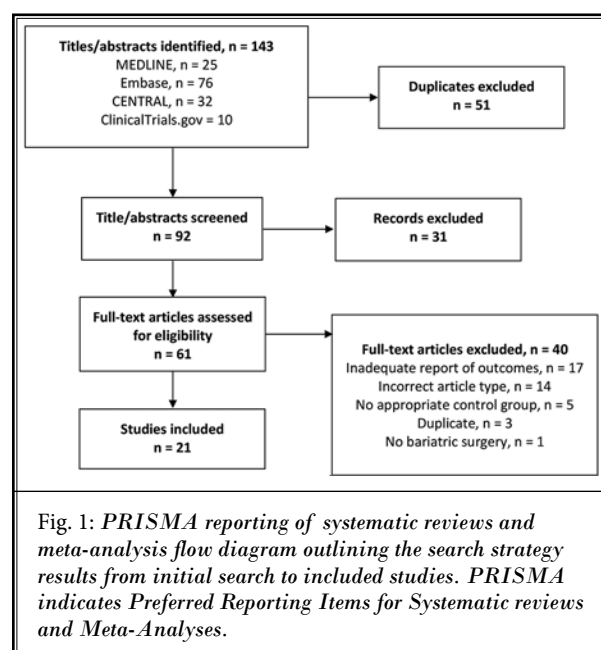 Titles/abstracts identified, n = 143
MEDLINE, n = 25
Embase, n = 76
CENTRAL, n = 32
ClinicalTrials.gov = 10
Duplicates excluded
n = 51
Title/abstracts screened
n = 92
Records excluded
n = 31
Full-text articles assessed
for eligibility
n = 61
Full-text articles excluded, n = 40
Inadequate report of outcomes, n = 17
Incorrect article type, n = 14
No appropriate control group, n = 5
Duplicate, n = 3
No bariatric surgery, n = 1
Studies included
n = 21
Fig. 1: PRISMA reporting of systematic reviews and
meta-analysis flow diagram outlining the search strategy
results from initial search to included studies. PRISMA
indicates Preferred Reporting Items for Systematic reviews
and Meta-Analyses.